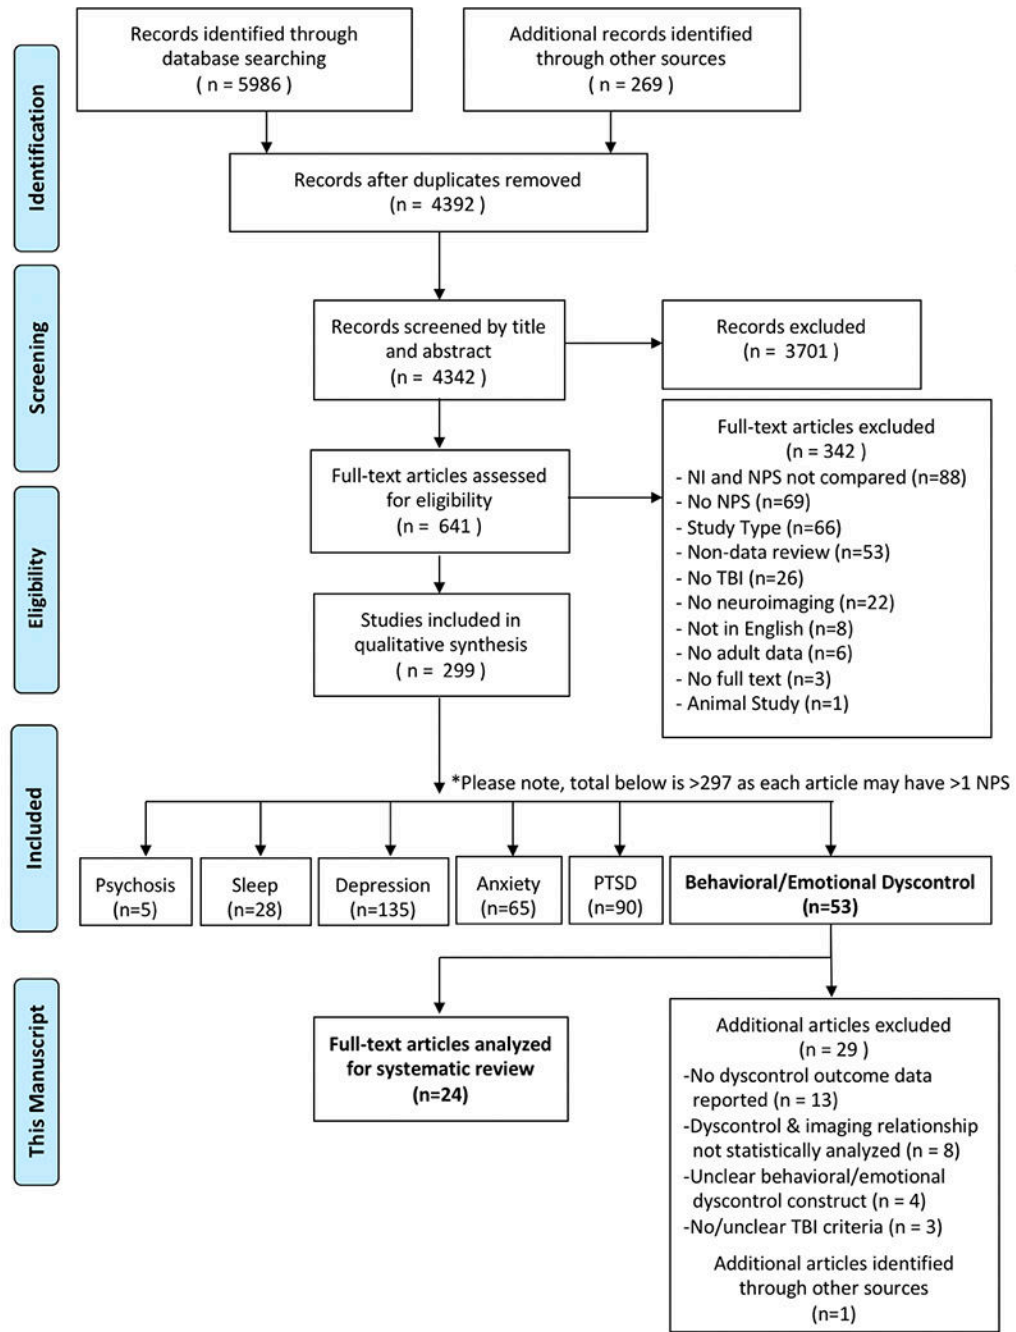 Identification
Records identified through
database searching
( n = 5986 )
Additional records identified
through other sources
( n = 269 )
Records after duplicates removed
(n = 4392 )
Screening
Records screened by title
and abstract
(n = 4342 )
Records excluded
(n = 3701 )
Eligibility
Full-text articles assessed
for eligibility
(n = 641 )
Full-text articles excluded
(n = 342 )
- NI and NPS not compared (n=88)
- No NPS (n=69)
- Study Type (n=66)
- Non-data review (n=53)
- No TBI (n=26)
- No neuroimaging (n=22)
- Not in English (n=8)
- No adult data (n=6)
- No full text (n=3)
- Animal Study (n=1)
Studies included in
qualitative synthesis
( n = 299 )
Included
*Please note, total below is >297 as each article may have >1 NPS
Psychosis
(n=5)
Sleep
(n=28)
Depression
(n=135)
Anxiety
(n=65)
PTSD
(n=90)
Behavioral/Emotional Dyscontrol
(n=53)
This Manuscript
Full-text articles analyzed
for systematic review
(n=24)
Additional articles excluded
(n = 29 )
-No dyscontrol outcome data
reported (n = 13)
-Dyscontrol & imaging relationship
not statistically analyzed (n = 8)
-Unclear behavioral/emotional
dyscontrol construct (n = 4)
-No/unclear TBI criteria (n = 3)
Additional articles identified
through other sources
(n=1)